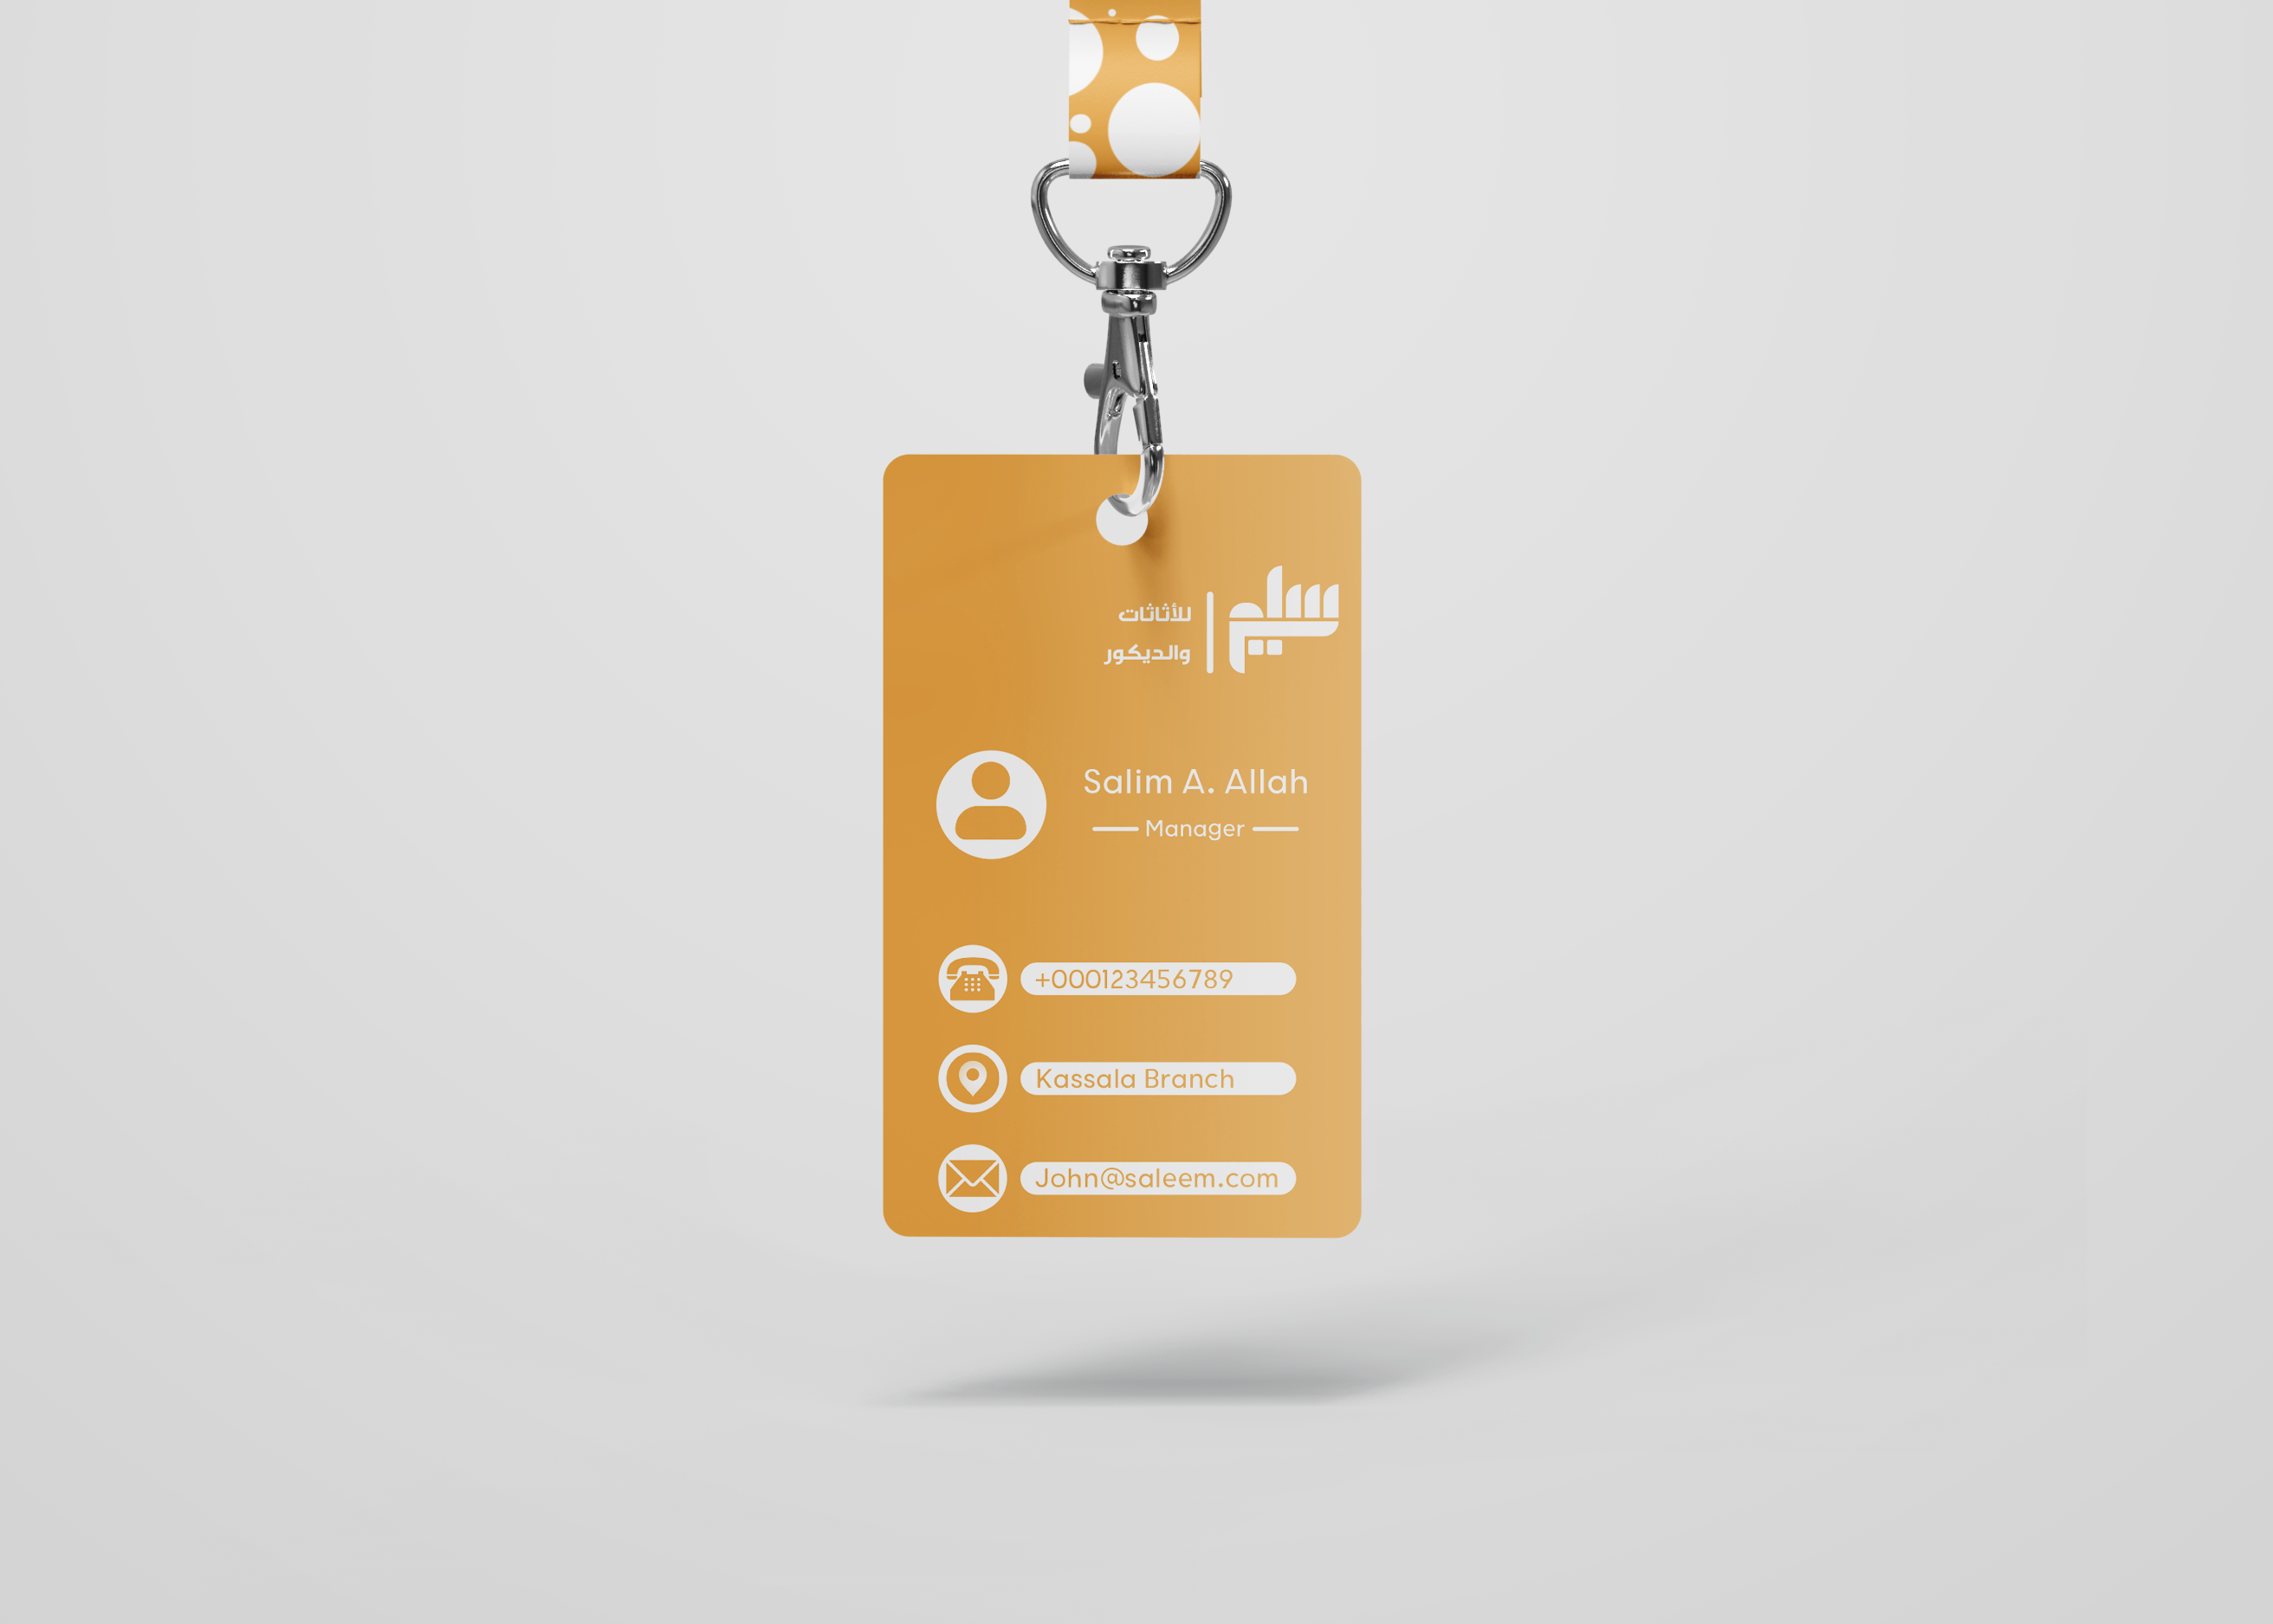 سليم
للأثاثات
والديكور
Salim A. Allah
Manager
+000123456789
Kassala Branch
John@saleem.com